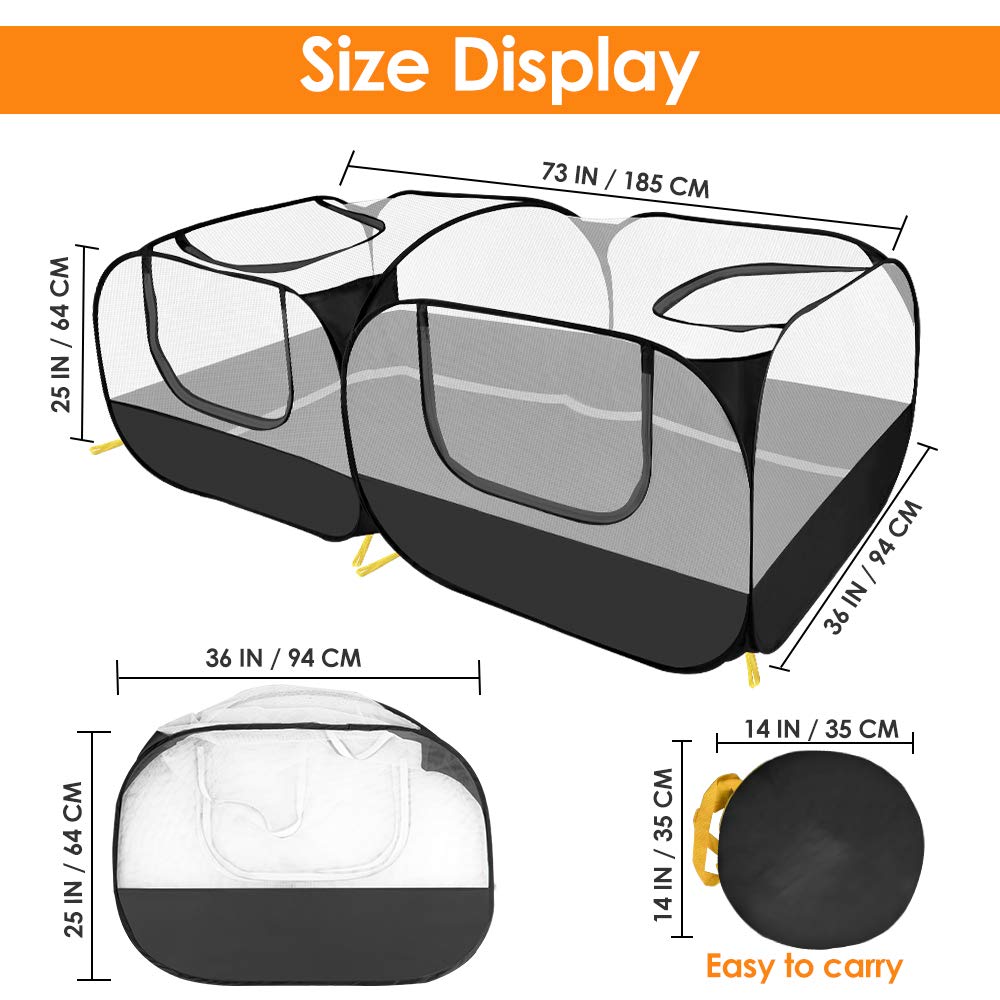 Size Display
73 IN / 185 CM
25 IN / 64 CM
36 IN / 94 CM
36 IN / 94 CM
25 IN / 64 CM
14 IN / 35 CM
14 IN / 35 CM
Easy to carry